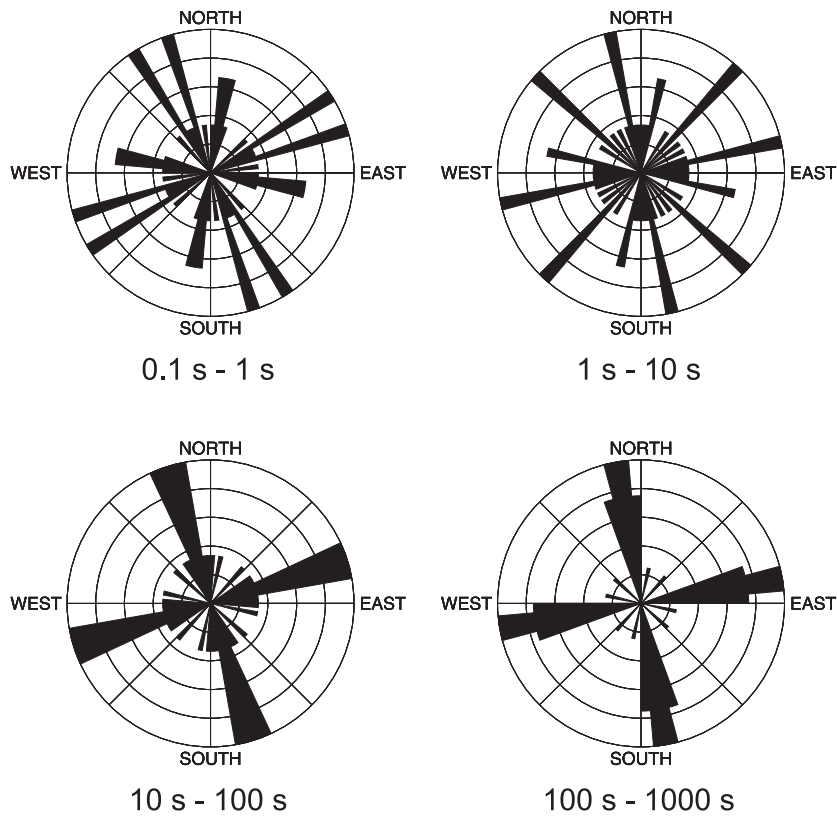 NORTH
WEST
EAST
SOUTH
0.1 s - 1 s
NORTH
WEST
EAST
SOUTH
1 s - 10 s
NORTH
WEST
EAST
SOUTH
10 s - 100 s
NORTH
WEST
EAST
SOUTH
100 s - 1000 s